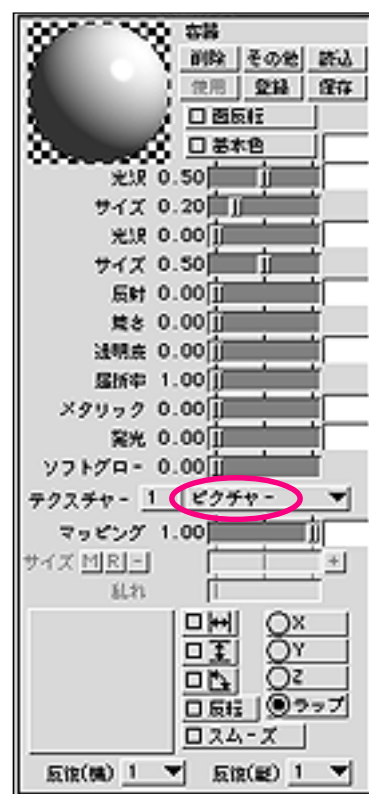 容器
削除 その他 読込
使用 登録 保存
面反転
基本色
光沢 0.50
サイズ 0.20
光沢 0.00
サイズ 0.50
反射 0.00
荒さ 0.00
透明度 0.00
屈折率 1.00
メタリック 0.00
発光 0.00
ソフトグロー 0.00
テクスチャー 1 ピクチャー
マッピング 1.00
サイズ M R - +
乱れ
X
Y
Z
反転 ラップ
スムーズ
反復(横) 1 反復(縦) 1